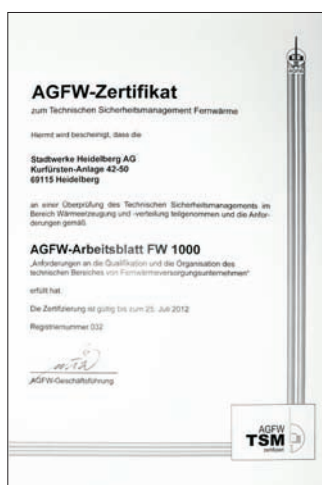 AGFW
AGFW-Zertifikat
zum Technischen Sicherheitsmanagement Fernwärme
Hiermit wird bescheinigt, dass die
Stadtwerke Heidelberg AG
Kurfürsten-Anlage 42-50
69115 Heidelberg
an einer Überprüfung des Technischen Sicherheitsmanagements im
Bereich Wärmeerzeugung und -verteilung teilgenommen und die Anfor-
derungen gemäß
AGFW-Arbeitsblatt FW 1000
„Anforderungen an die Qualifikation und die Organisation des
technischen Bereiches von Fernwärmeversorgungsunternehmen"
erfüllt hat.
Die Zertifizierung ist gültig bis zum 25. Juli 2012
Registriernummer 032
AGFW-Geschäftsführung
AGFW
TSM
zertifiziert